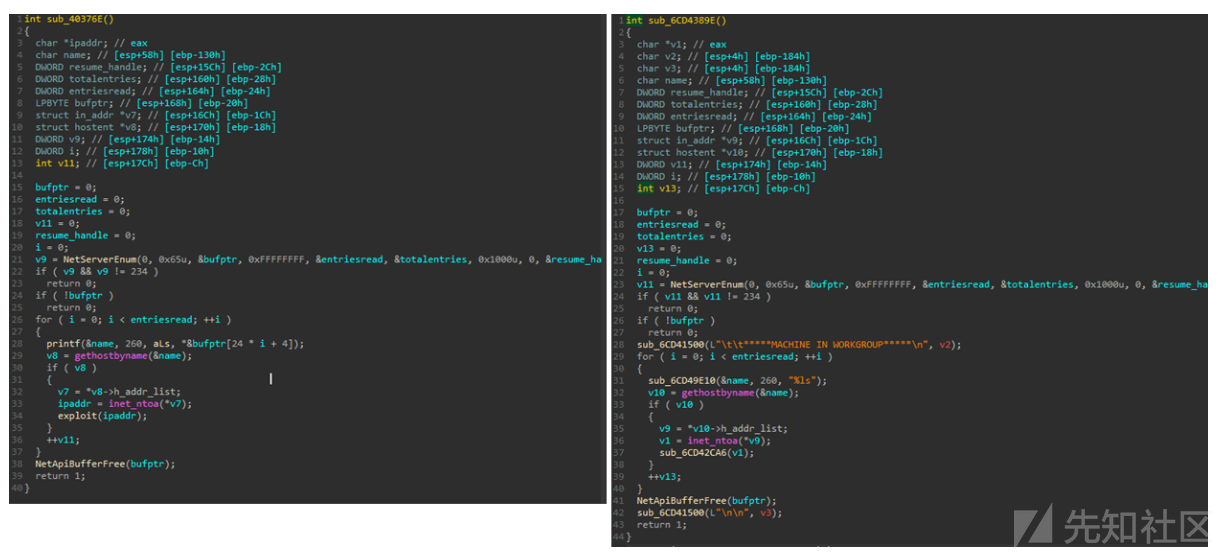 1 int sub_40376E()
2 {
3 char *ipaddr; // eax
4 char name; // [esp+58h] [ebp-130h]
5 DWORD resume_handle; // [esp+15Ch] [ebp-2Ch]
6 DWORD totalentries; // [esp+160h] [ebp-28h]
7 DWORD entriesread; // [esp+164h] [ebp-24h]
8 LPBYTE bufptr; // [esp+168h] [ebp-20h]
9 struct in_addr *v7; // [esp+16Ch] [ebp-1Ch]
10 struct hostent *v8; // [esp+170h] [ebp-18h]
11 DWORD v9; // [esp+174h] [ebp-14h]
12 DWORD i; // [esp+178h] [ebp-10h]
13 int v11; // [esp+17Ch] [ebp-Ch]
14
15 bufptr = 0;
16 entriesread = 0;
17 totalentries = 0;
18 v11 = 0;
19 resume_handle = 0;
20 i = 0;
21 v9 = NetServerEnum(0, 0x65u, &bufptr, 0xFFFFFFFF, &entriesread, &totalentries, 0x1000u, 0, &resume_ha
22 if ( v9 && v9 != 234 )
23 return 0;
24 if ( !bufptr )
25 return 0;
26 for ( i = 0; i < entriesread; ++i )
27 {
28 printf(&name, 260, aLs, *&bufptr[24 * i + 4]);
29 v8 = gethostbyname(&name);
30 if ( v8 )
31 {
32 v7 = *v8->h_addr_list;
33 ipaddr = inet_ntoa(*v7);
34 exploit(ipaddr);
35 }
36 ++v11;
37 }
38 NetApiBufferFree(bufptr);
39 return 1;
40 }
1 int sub_6CD4389E()
2 {
3 char *v1; // eax
4 char v2; // [esp+4h] [ebp-184h]
5 char v3; // [esp+4h] [ebp-184h]
6 char name; // [esp+58h] [ebp-130h]
7 DWORD resume_handle; // [esp+15Ch] [ebp-2Ch]
8 DWORD totalentries; // [esp+160h] [ebp-28h]
9 DWORD entriesread; // [esp+164h] [ebp-24h]
10 LPBYTE bufptr; // [esp+168h] [ebp-20h]
11 struct in_addr *v9; // [esp+16Ch] [ebp-1Ch]
12 struct hostent *v10; // [esp+170h] [ebp-18h]
13 DWORD v11; // [esp+174h] [ebp-14h]
14 DWORD i; // [esp+178h] [ebp-10h]
15 int v13; // [esp+17Ch] [ebp-Ch]
16
17 bufptr = 0;
18 entriesread = 0;
19 totalentries = 0;
20 v13 = 0;
21 resume_handle = 0;
22 i = 0;
23 v11 = NetServerEnum(0, 0x65u, &bufptr, 0xFFFFFFFF, &entriesread, &totalentries, 0x1000u, 0, &resume_ha
24 if ( v11 && v11 != 234 )
25 return 0;
26 if ( !bufptr )
27 return 0;
28 sub_6CD41500(L"\t\t*****MACHINE IN WORKGROUP*****\n", v2);
29 for ( i = 0; i < entriesread; ++i )
30 {
31 sub_6CD49E10(&name, 260, "%ls");
32 v10 = gethostbyname(&name);
33 if ( v10 )
34 {
35 v9 = *v10->h_addr_list;
36 v1 = inet_ntoa(*v9);
37 sub_6CD42CA6(v1);
38 }
39 ++v13;
40 }
41 NetApiBufferFree(bufptr);
42 sub_6CD41500(L"\n\n", v3);
43 return 1;
44 }
先知社区